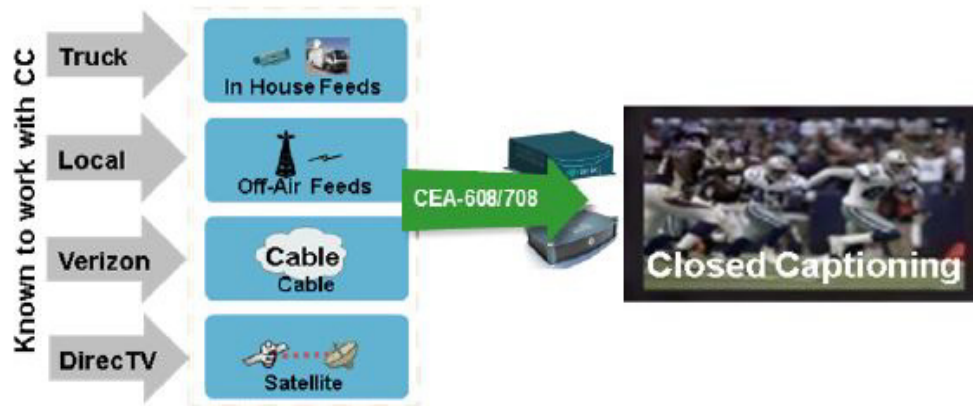 Known to work with CC
Truck
In House Feeds
Local
Off-Air Feeds
CEA-608/708
Verizon
Cable
Cable
DirecTV
Satellite
Closed Captioning